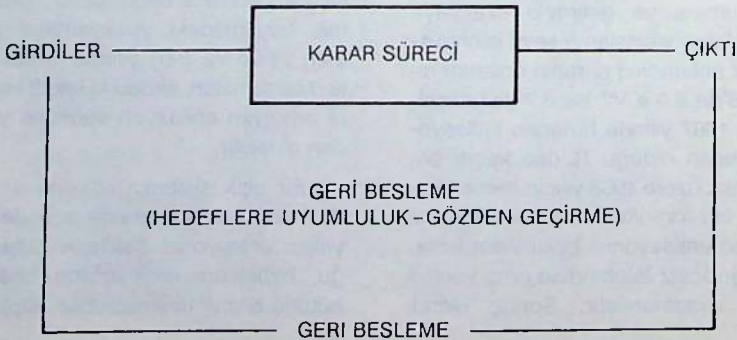 GİRDİLER
KARAR SÜRECİ
ÇIKTI
GERİ BESLEME
(HEDEFLERE UYUMLULUK – GÖZDEN GEÇİRME)
GERI BESLEME